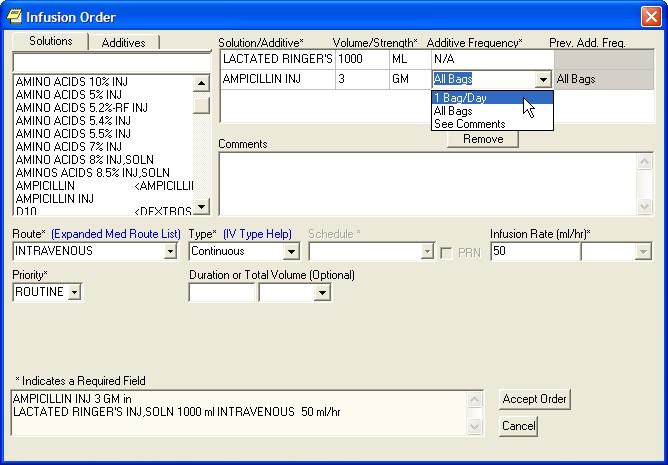 Infusion Order
Solutions Additives
Solution/Additive* Volume/Strength* Additive Frequency* Prev. Add. Freq.
LACTATED RINGER'S 1000 ML N/A
AMPICILLIN INJ 3 GM All Bags All Bags
1 Bag/Day
All Bags
See Comments
Remove
AMINO ACIDS 10% INJ
AMINO ACIDS 5% INJ
AMINO ACIDS 5.2%-RF INJ
AMINO ACIDS 5.4% INJ
AMINO ACIDS 5.5% INJ
AMINO ACIDS 7% INJ
AMINO ACIDS 8% INJ,SOLN
AMINOS ACIDS 8.5% INJ,SOLN
AMPICILLIN <AMPICILLI
AMPICILLIN INJ
D10 <DEXTROS
Comments
Route* (Expanded Med Route List) Type* (IV Type Help) Schedule * Infusion Rate (ml/hr)*
INTRAVENOUS Continuous PRN 50
Priority* Duration or Total Volume (Optional)
ROUTINE
* Indicates a Required Field
AMPICILLIN INJ 3 GM in
LACTATED RINGER'S INJ,SOLN 1000 ml INTRAVENOUS 50 ml/hr
Accept Order
Cancel